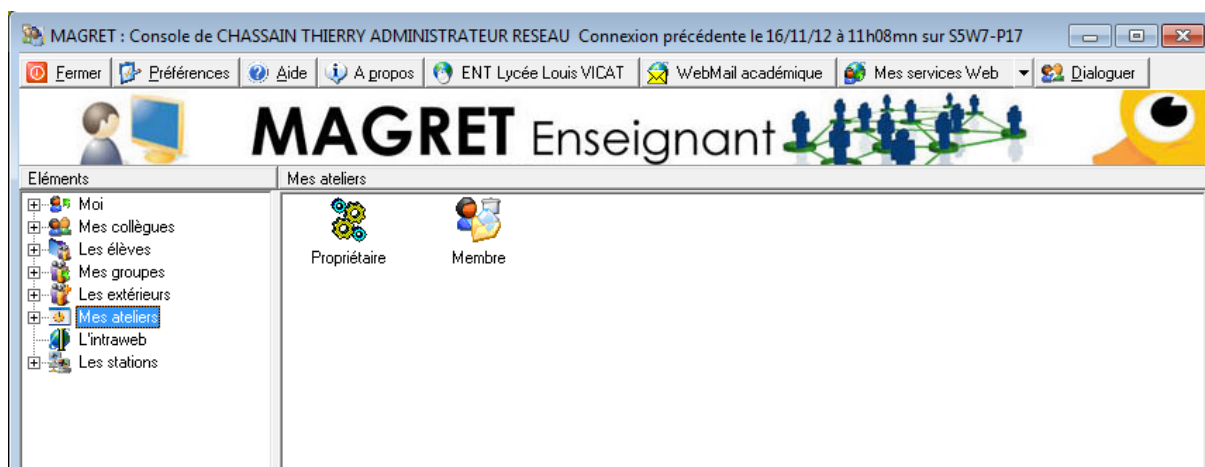 MAGRET : Console de CHASSAIN THIERRY ADMINISTRATEUR RESEAU Connexion précédente le 16/11/12 à 11h08mn sur S5W7-P17
Fermer Préférences Aide A propos ENT Lycée Louis VICAT WebMail académique Mes services Web Dialoguer
MAGRET Enseignant
Eléments Mes ateliers
Moi
Mes collègues
Les élèves
Mes groupes
Les extérieurs
Mes ateliers
L'intraweb
Les stations
Propriétaire Membre